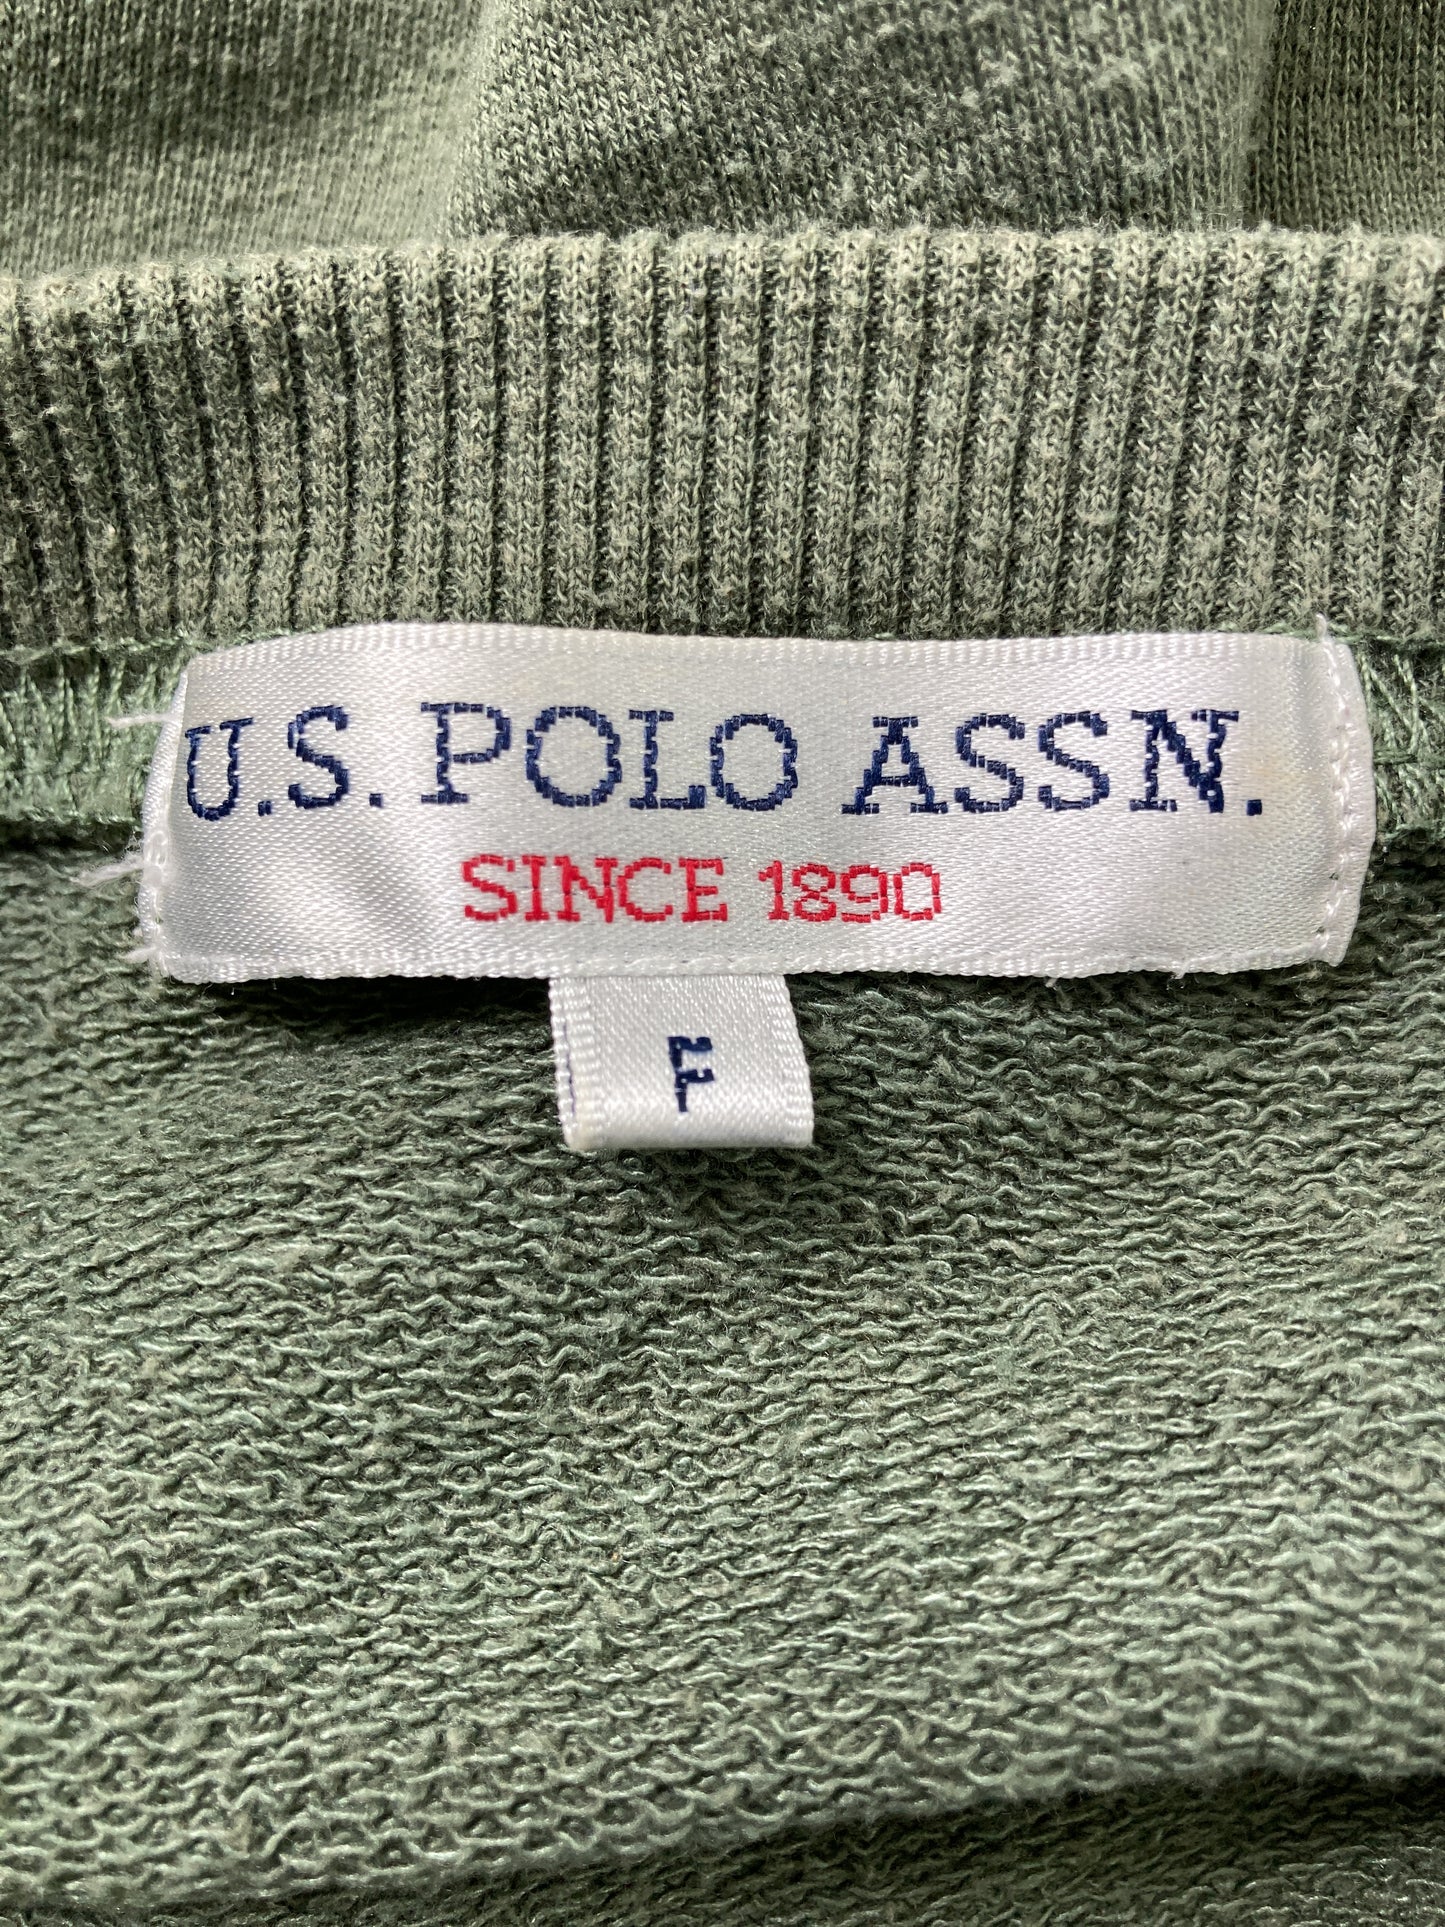 U.S. POLO ASSN.
SINCE 1890
F